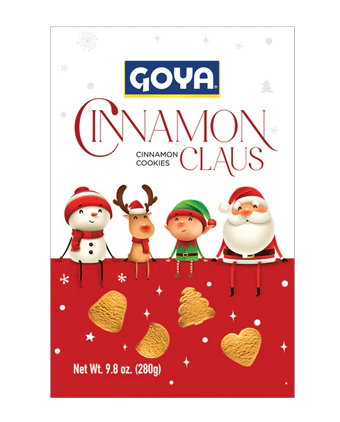 GOYA®
CINNAMON
CINNAMON
COOKIES
CLAUS
Net Wt. 9.8 oz. (280g)